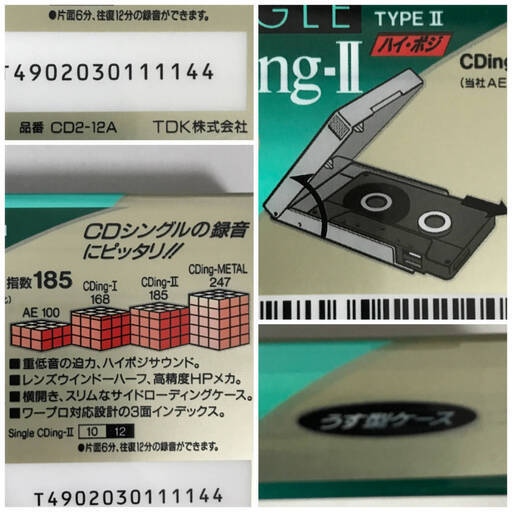 ●片面6分、往復12分の録音ができます。
T4902030111144
品番 CD2-12A TDK株式会社
GLE TYPE II
ハイ・ポジ
ng-II CDing
(当社AE
CDシングルの録音
にピッタリ!!
指数185
CDing-METAL
247
CDing-II
185
CDing-I
168
AE 100
■重低音の迫力、ハイポジサウンド。
■レンズウインドーハーフ、高精度HPメカ。
■横開き、スリムなサイドローディングケース。
■ワープロ対応設計の3面インデックス。
Single CDing-II 10 12
●片面6分、往復12分の録音ができます。
T4902030111144
うす型ケース